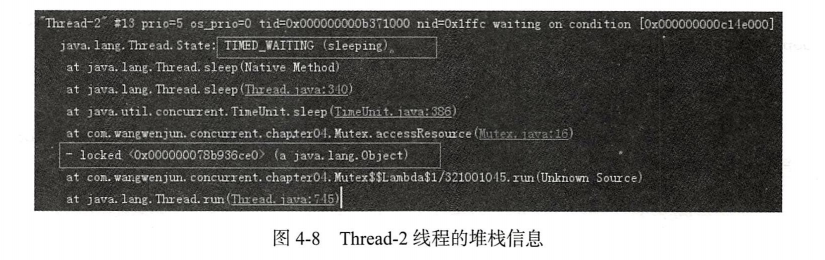 "Thread-2" #13 prio=5 os_prio=0 tid=0x000000000b371000 nid=0x1ffc waiting on condition [0x000000000c14e000]
java.lang.Thread.State: TIMED_WAITING (sleeping)
at java.lang.Thread.sleep(Native Method)
at java.lang.Thread.sleep(Thread.java:340)
at java.util.concurrent.TimeUnit.sleep(TimeUnit.java:386)
at com.wangwenjun.concurrent.chapter04.Mutex.accessResource(Mutex.java:16)
- locked <0x000000078b936ce0> (a java.lang.Object)
at com.wangwenjun.concurrent.chapter04.Mutex$$Lambda$1/321001045.run(Unknown Source)
at java.lang.Thread.run(Thread.java:745)
图 4-8 Thread-2 线程的堆栈信息